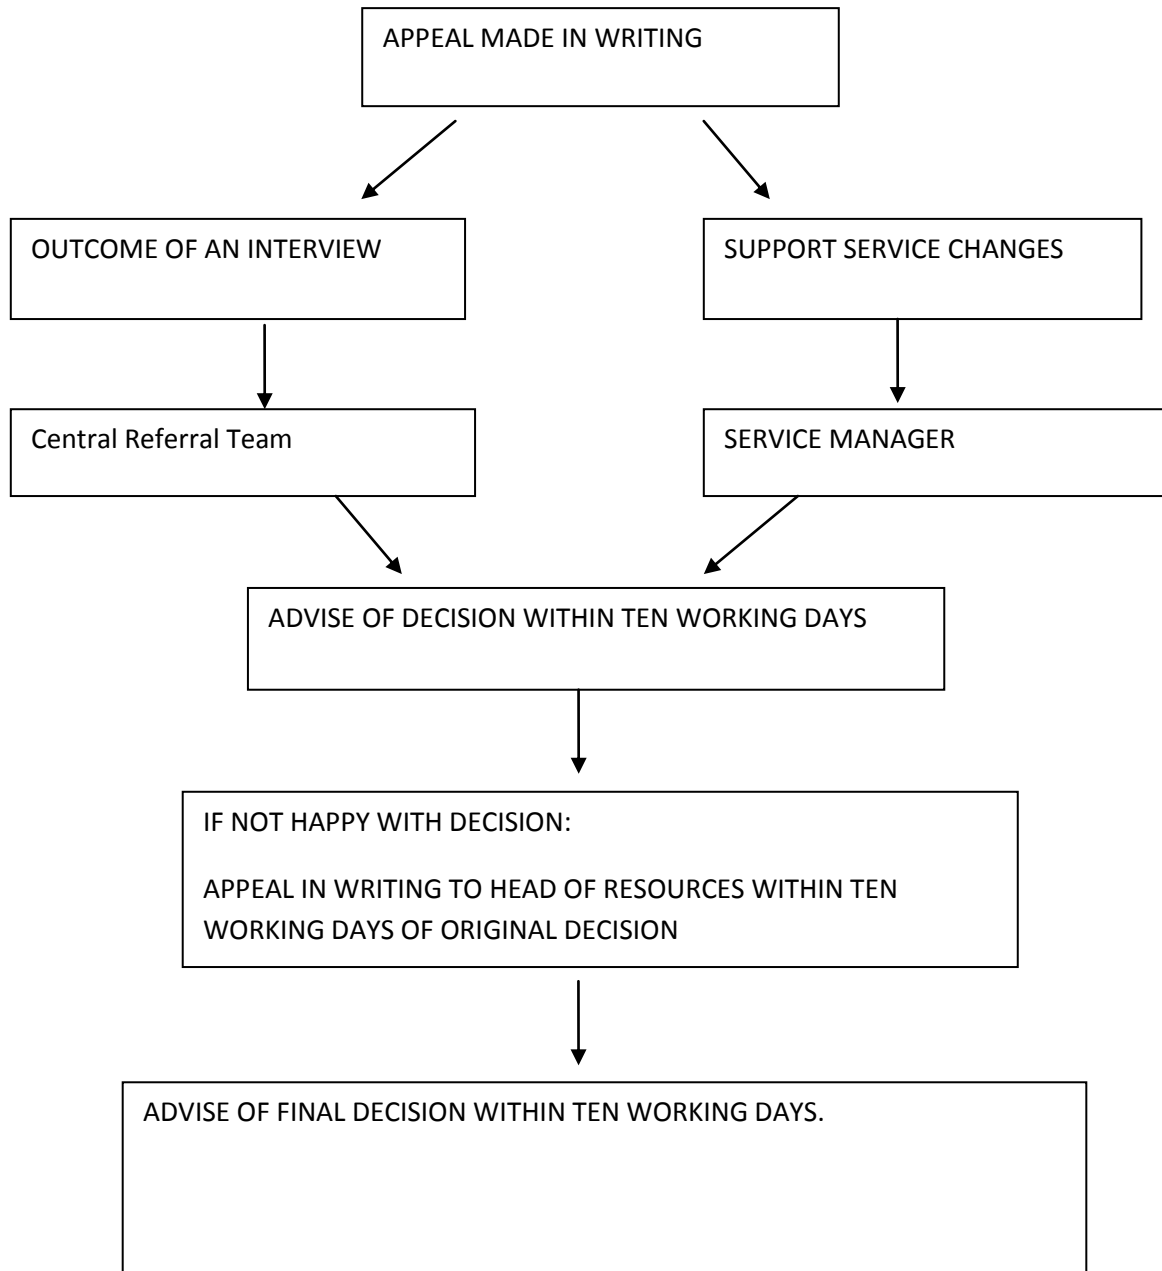 APPEAL MADE IN WRITING
OUTCOME OF AN INTERVIEW
SUPPORT SERVICE CHANGES
Central Referral Team
SERVICE MANAGER
ADVISE OF DECISION WITHIN TEN WORKING DAYS
IF NOT HAPPY WITH DECISION:
APPEAL IN WRITING TO HEAD OF RESOURCES WITHIN TEN
WORKING DAYS OF ORIGINAL DECISION
ADVISE OF FINAL DECISION WITHIN TEN WORKING DAYS.